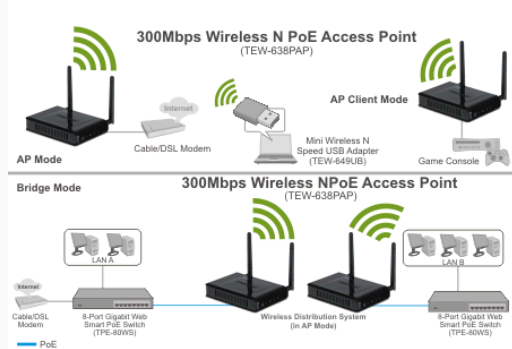 300Mbps Wireless N PoE Access Point
(TEW-638PAP)
AP Client Mode
Internet
Cable/DSL Modem
AP Mode
Mini Wireless N
Speed USB Adapter
(TEW-649UB)
Game Console
Bridge Mode
300Mbps Wireless NPoE Access Point
(TEW-638PAP)
LAN A
LAN B
Internet
Cable/DSL
Modem
8-Port Gigabit Web
Smart PoE Switch
(TPE-80WS)
Wireless Distribution System
(in AP Mode)
8-Port Gigabit Web
Smart PoE Switch
(TPE-80WS)
PoE